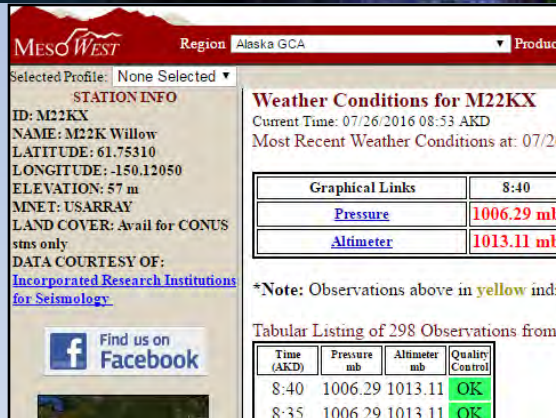 MESOWEST
Region Alaska GCA
Produc
Selected Profile: None Selected
STATION INFO
ID: M22KX
NAME: M22K Willow
LATITUDE: 61.75310
LONGITUDE: -150.12050
ELEVATION: 57 m
MNET: USARRAY
LAND COVER: Avail for CONUS
stns only
DATA COURTESY OF:
Incorporated Research Institutions
for Seismology
Find us on
Facebook
Weather Conditions for M22KX
Current Time: 07/26/2016 08:53 AKD
Most Recent Weather Conditions at: 07/2
Graphical Links 8:40
Pressure 1006.29 mb
Altimeter 1013.11 mb
*Note: Observations above in yellow ind
Tabular Listing of 298 Observations from
Time (AKD) Pressure mb Altimeter mb Quality Control
8:40 1006.29 1013.11 OK
8:35 1006.29 1013.11 OK